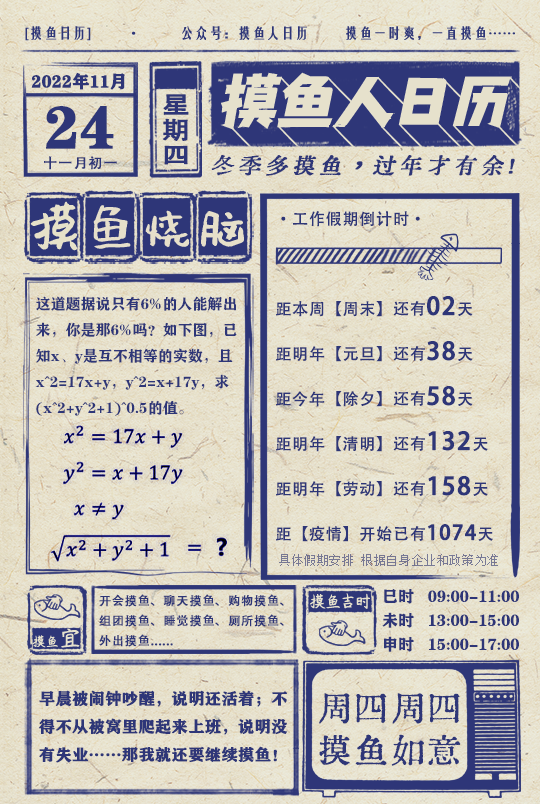 [摸鱼日历] · 公众号：摸鱼人日历 摸鱼一时爽，一直摸鱼······
2022年11月
24
十一月初一
星期四
摸鱼人日历
冬季多摸鱼，过年才有余!
摸鱼烧脑
这道题据说只有6%的人能解出
来，你是那6%吗？如下图，已
知x、y是互不相等的实数，且
x^2=17x+y，y^2=x+17y，求
(x^2+y^2+1)^0.5的值。
x² = 17x + y
y² = x + 17y
x ≠ y
√(x² + y² + 1) = ?
·工作假期倒计时·
距本周【周末】还有02天
距明年【元旦】还有38天
距今年【除夕】还有58天
距明年【清明】还有132天
距明年【劳动】还有158天
距【疫情】开始已有1074天
具体假期安排 根据自身企业和政策为准
摸鱼宜
开会摸鱼、聊天摸鱼、购物摸鱼、
组团摸鱼、睡觉摸鱼、厕所摸鱼、
外出摸鱼......
摸鱼吉时
巳时 09:00-11:00
未时 13:00-15:00
申时 15:00-17:00
早晨被闹钟吵醒，说明还活着；不
得不从被窝里爬起来上班，说明没
有失业······那我就还要继续摸鱼!
周四周四
摸鱼如意